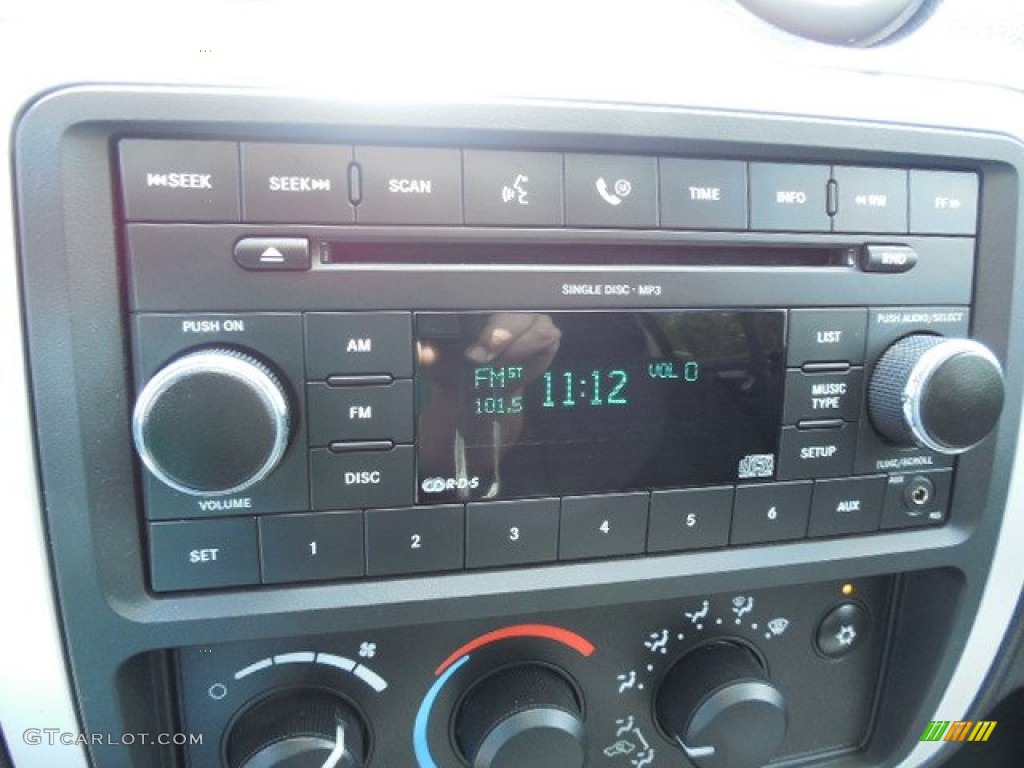 SEEK SEEK SCAN TIME INFO RW FF
RND
SINGLE DISC • MP3
PUSH ON
PUSH AUDIO/SELECT
AM
LIST
FM ST 11:12 VOL 0
101.5
FM
MUSIC
TYPE
SETUP
DISC
R·D·S
VOLUME
TUNE/SCROLL
SET 1 2 3 4 5 6 AUX
AUX
GTCARLOT.COM